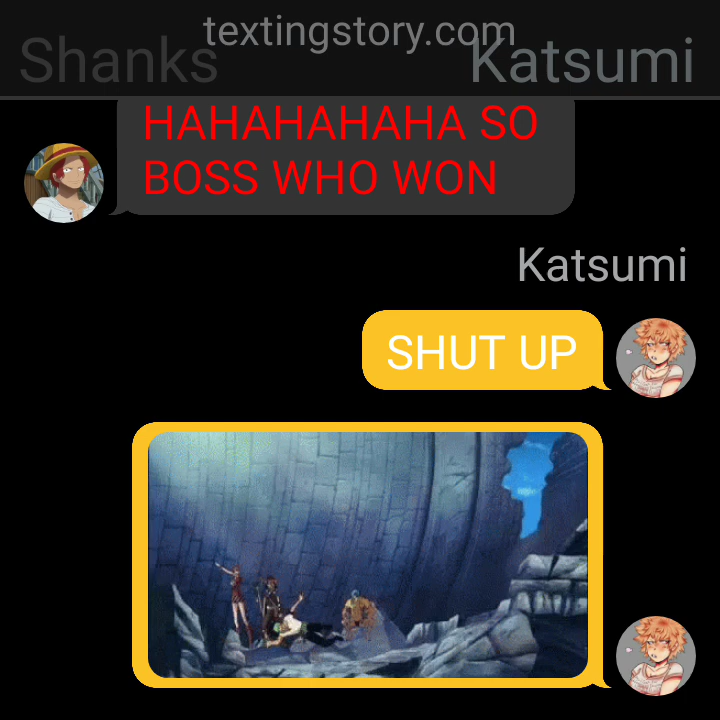 textingstory.com
Shanks Katsumi
HAHAHAHAHA SO
BOSS WHO WON
Katsumi
SHUT UP